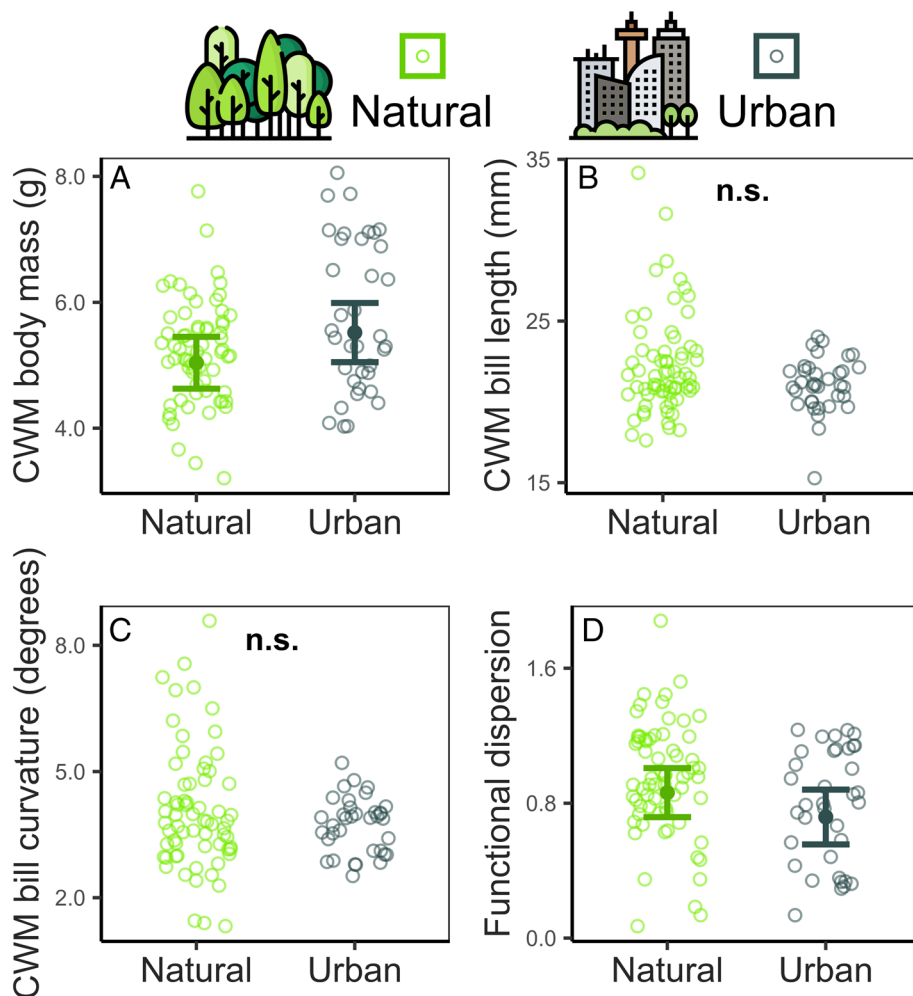 Natural
Urban
A
CWM body mass (g)
8.0
6.0
4.0
Natural
Urban
B
n.s.
CWM bill length (mm)
35
25
15
Natural
Urban
C
n.s.
CWM bill curvature (degrees)
8.0
5.0
2.0
Natural
Urban
D
Functional dispersion
1.6
0.8
0.0
Natural
Urban